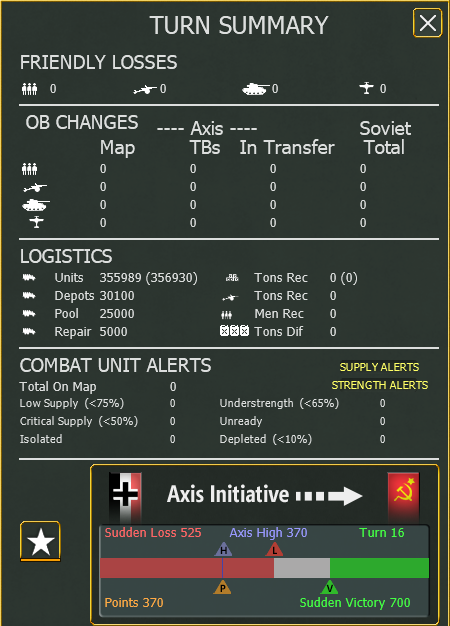 TURN SUMMARY
FRIENDLY LOSSES
0 0 0 0
OB CHANGES ---- Axis ---- Soviet
Map TBs In Transfer Total
0 0 0 0
0 0 0 0
0 0 0 0
0 0 0 0
LOGISTICS
Units 355989 (356930) Tons Rec 0 (0)
Depots 30100 Tons Rec 0
Pool 25000 Men Rec 0
Repair 5000 Tons Dif 0
COMBAT UNIT ALERTS SUPPLY ALERTS
Total On Map 0 STRENGTH ALERTS
Low Supply (<75%) 0 Understrength (<65%) 0
Critical Supply (<50%) 0 Unready 0
Isolated 0 Depleted (<10%) 0
Axis Initiative
Sudden Loss 525 Axis High 370 Turn 16
H L
P V
Points 370 Sudden Victory 700